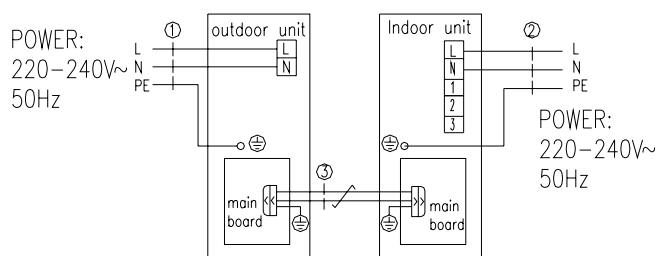 POWER:
220-240V~
50Hz
L
N
PE
①
outdoor unit
L
N
main
board
③
Indoor unit
L
N
1
2
3
main
board
②
L
N
PE
POWER:
220-240V~
50Hz